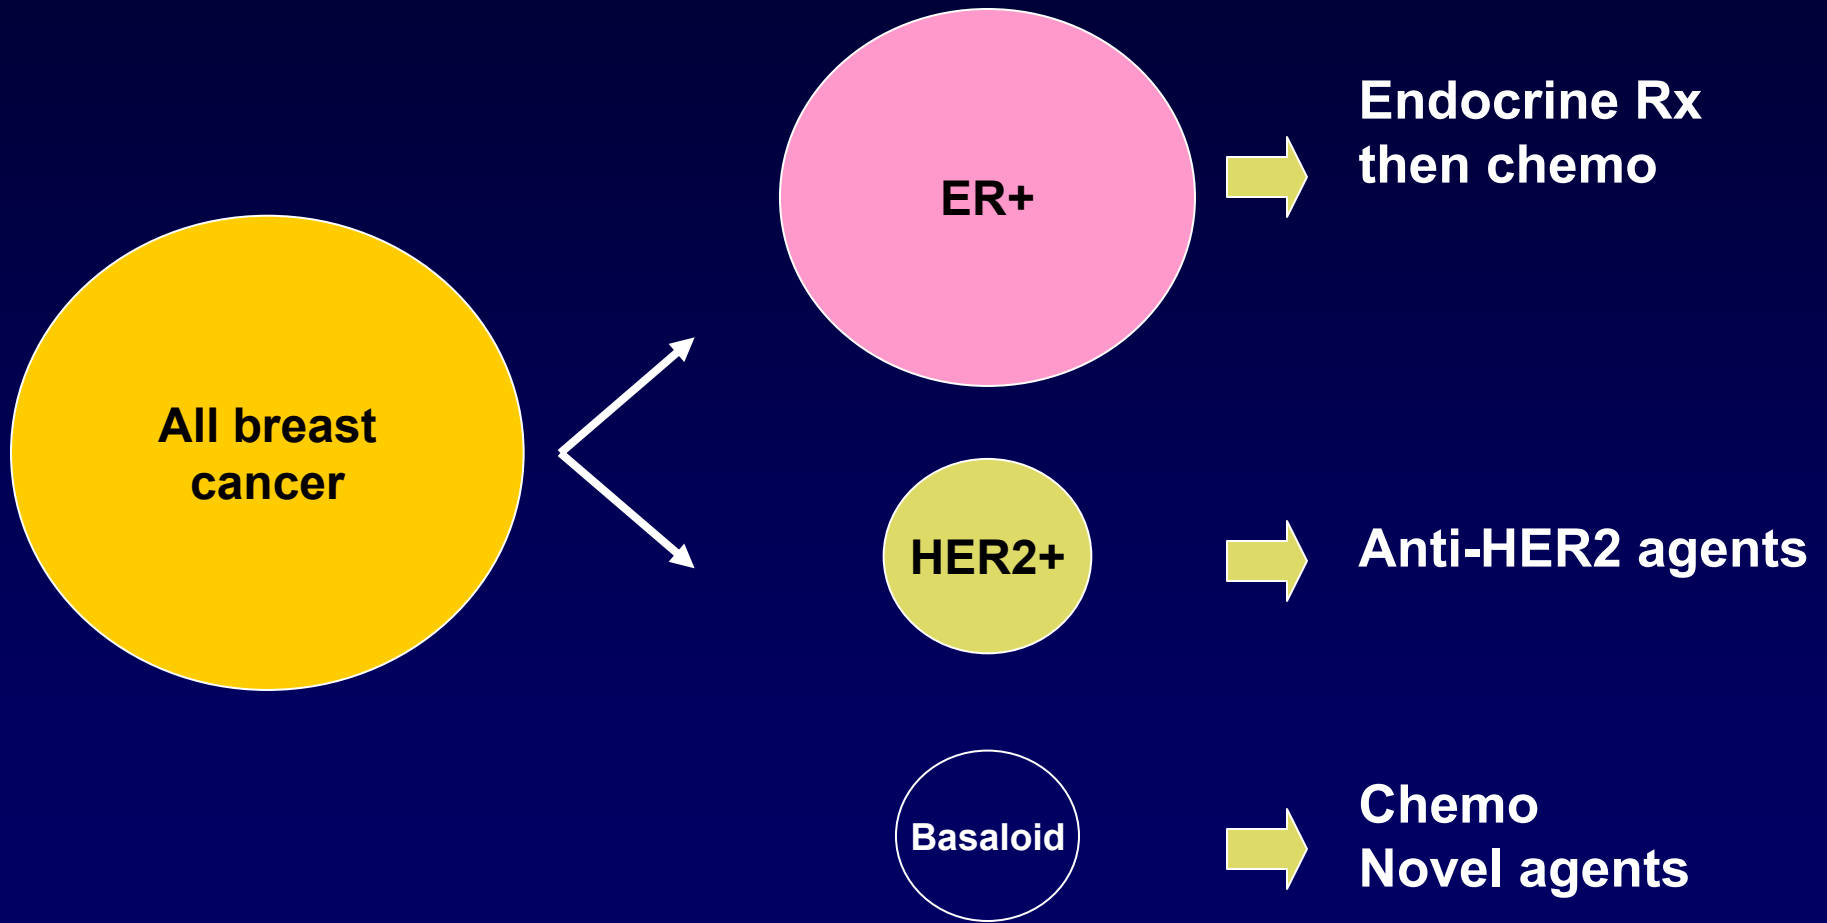 All breast
cancer
ER+
Endocrine Rx
then chemo
HER2+
Anti-HER2 agents
Basaloid
Chemo
Novel agents